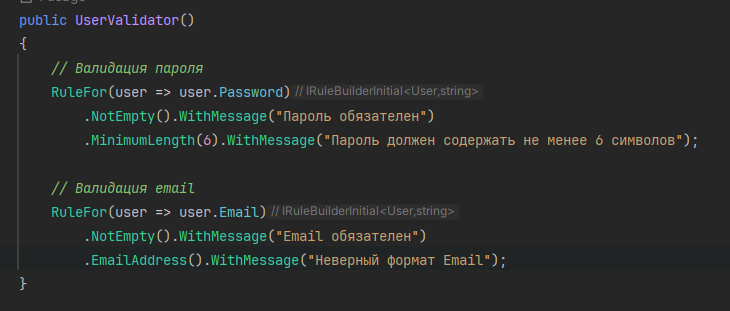 public UserValidator()
{
// Валидация пароля
RuleFor(user => user.Password) // IRuleBuilderInitial<User,string>
.NotEmpty().WithMessage("Пароль обязателен")
.MinimumLength(6).WithMessage("Пароль должен содержать не менее 6 символов");
// Валидация email
RuleFor(user => user.Email) // IRuleBuilderInitial<User,string>
.NotEmpty().WithMessage("Email обязателен")
.EmailAddress().WithMessage("Неверный формат Email");
}